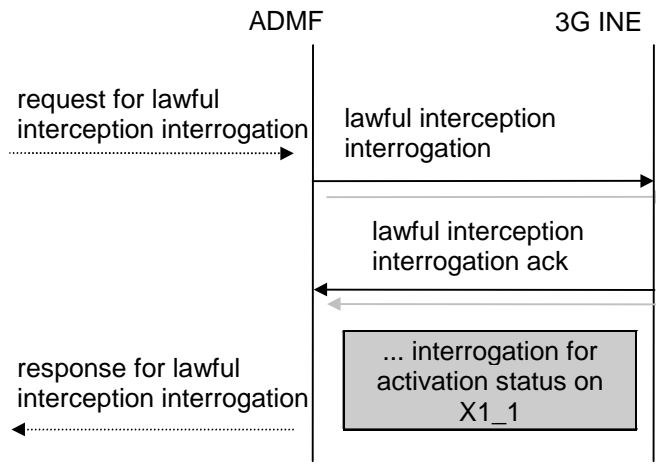 ADMF
3G INE
request for lawful
interception interrogation
lawful interception
interrogation
lawful interception
interrogation ack
... interrogation for
activation status on
X1_1
response for lawful
interception interrogation